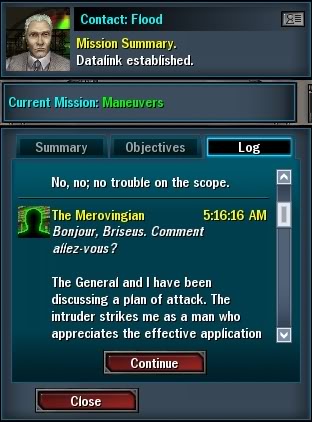 Contact: Flood
Mission Summary.
Datalink established.
Current Mission: Maneuvers
Summary
Objectives
Log
No, no; no trouble on the scope.
The Merovingian 5:16:16 AM
Bonjour, Briseus. Comment
allez-vous?
The General and I have been
discussing a plan of attack. The
intruder strikes me as a man who
appreciates the effective application
Continue
Close